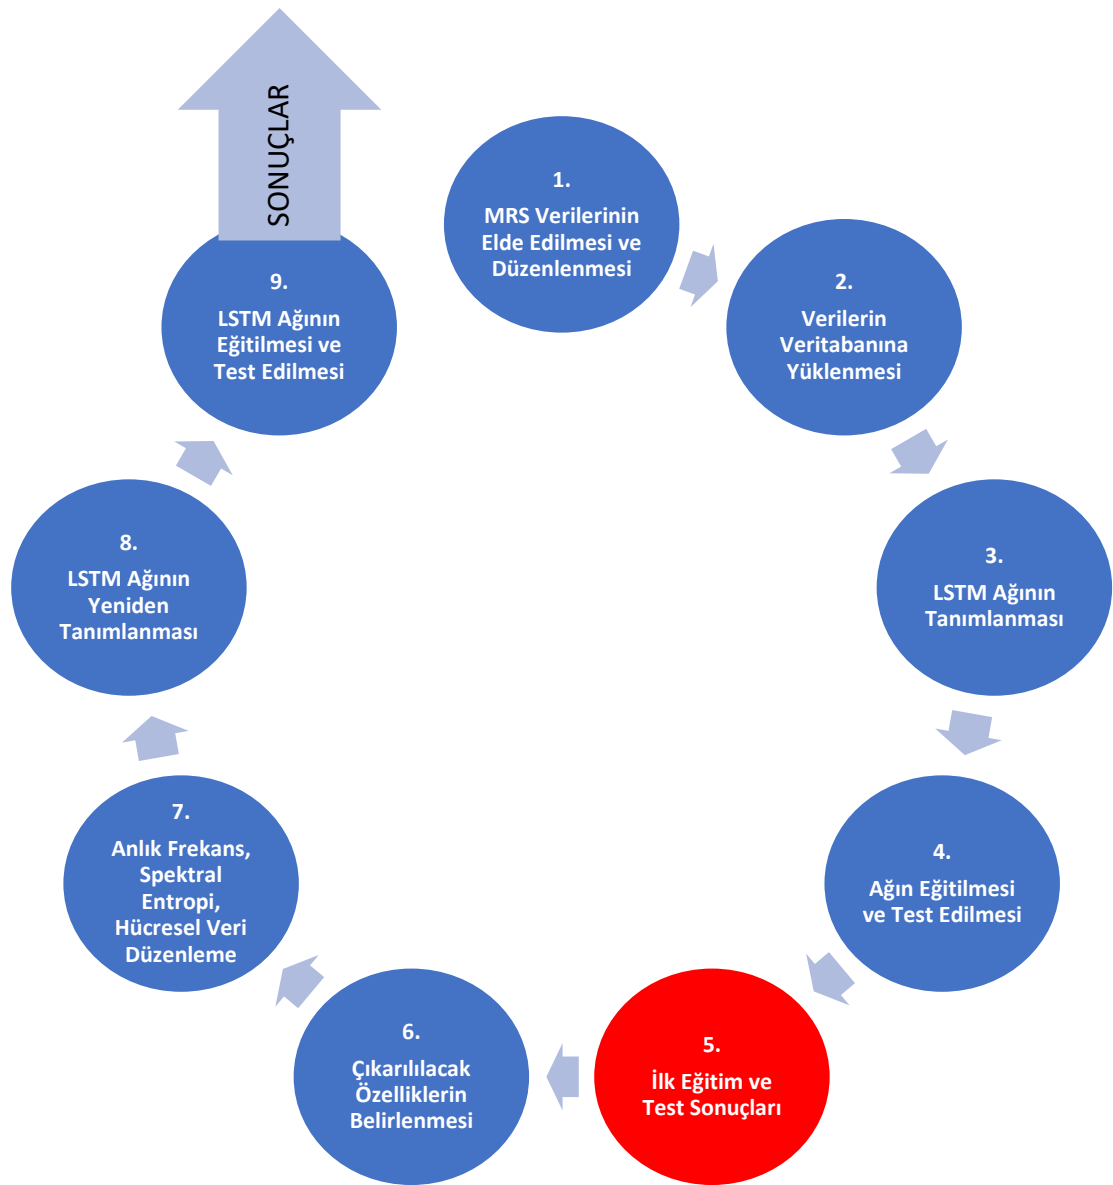 SONUÇLAR
1.
MRS Verilerinin
Elde Edilmesi ve
Düzenlenmesi
2.
Verilerin
Veritabanına
Yüklenmesi
3.
LSTM Ağının
Tanımlanması
4.
Ağın Eğitilmesi
ve Test Edilmesi
5.
İlk Eğitim ve
Test Sonuçları
6.
Çıkarılılacak
Özelliklerin
Belirlenmesi
7.
Anlık Frekans,
Spektral
Entropi,
Hücresel Veri
Düzenleme
8.
LSTM Ağının
Yeniden
Tanımlanması
9.
LSTM Ağının
Eğitilmesi ve
Test Edilmesi